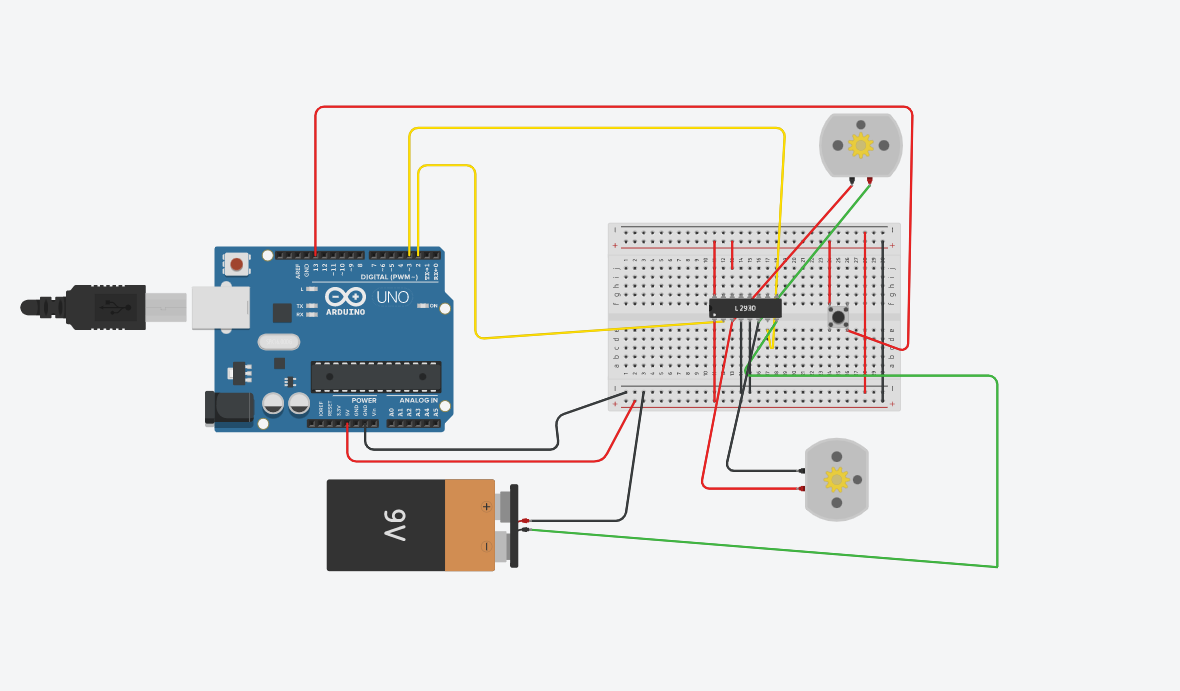 AREF
GND
13
12
~11
~10
~9
8
7
~6
~5
4
~3
2
TX→1
RX←0
DIGITAL (PWM~)
L
TX
RX
UNO
ON
ARDUINO
POWER
ANALOG IN
IOREF
RESET
3.3V
5V
GND
GND
Vin
A0
A1
A2
A3
A4
A5
L293D
9V
+
−